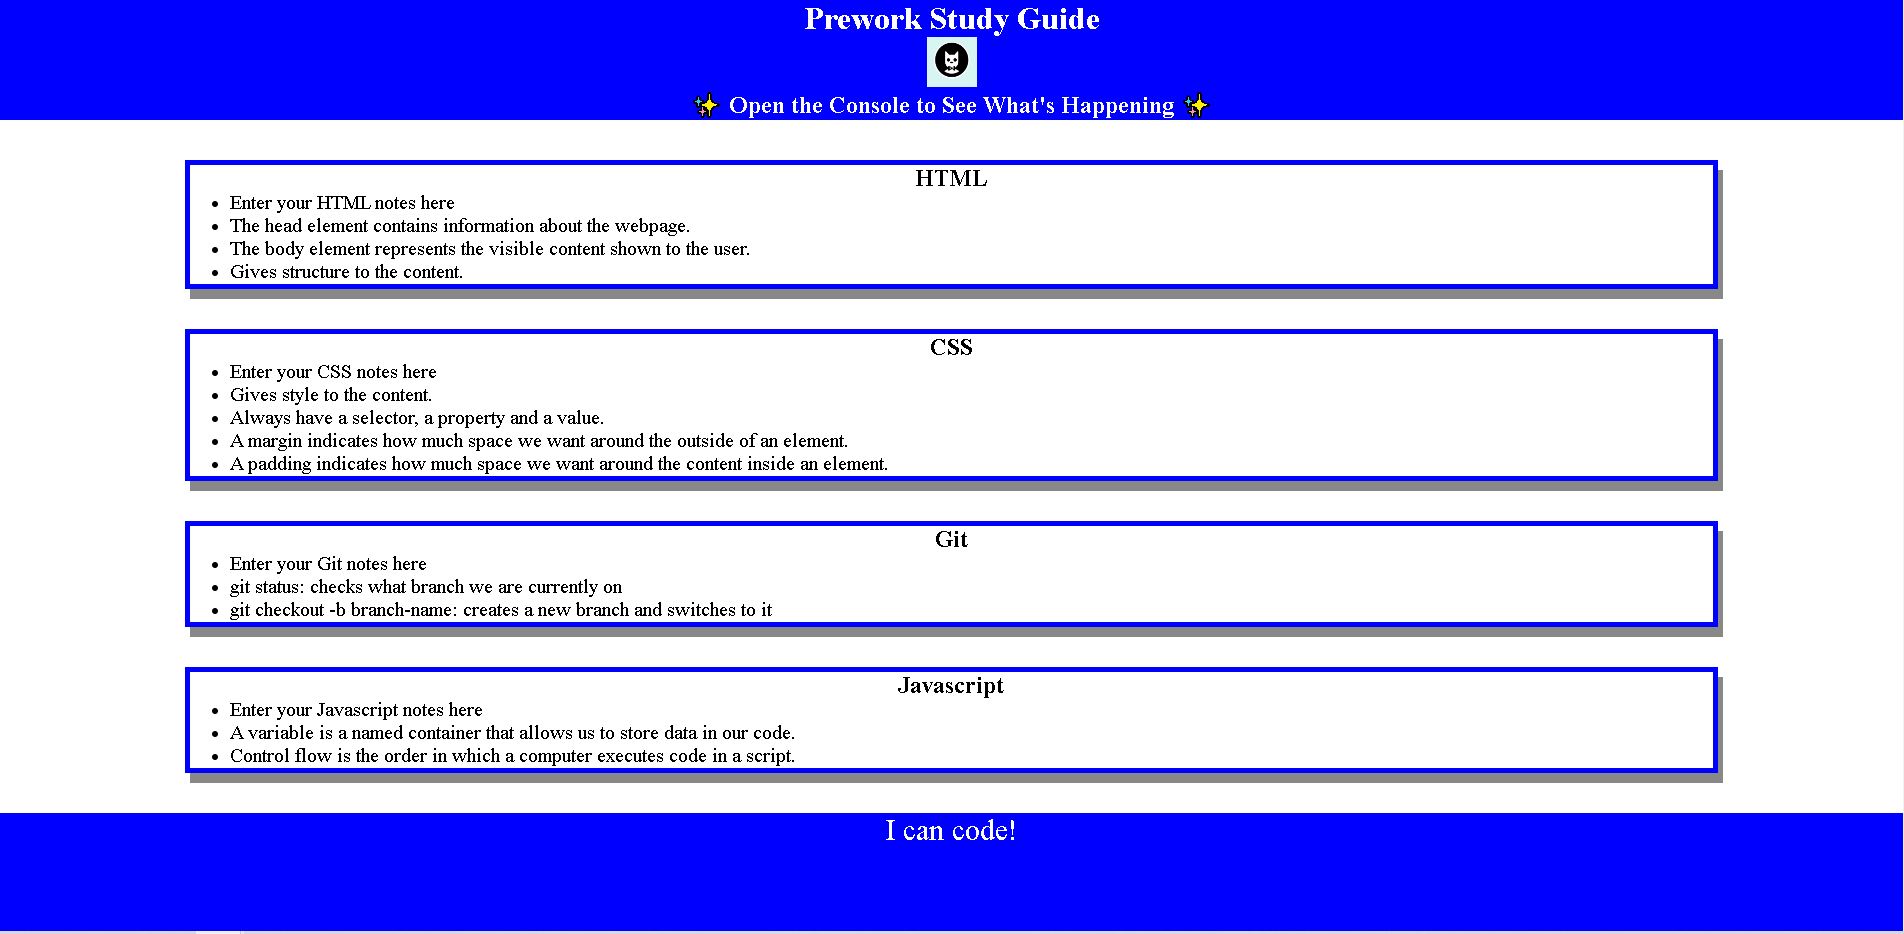 Prework Study Guide
✨ Open the Console to See What's Happening ✨
HTML
• Enter your HTML notes here
• The head element contains information about the webpage.
• The body element represents the visible content shown to the user.
• Gives structure to the content.
CSS
• Enter your CSS notes here
• Gives style to the content.
• Always have a selector, a property and a value.
• A margin indicates how much space we want around the outside of an element.
• A padding indicates how much space we want around the content inside an element.
Git
• Enter your Git notes here
• git status: checks what branch we are currently on
• git checkout -b branch-name: creates a new branch and switches to it
Javascript
• Enter your Javascript notes here
• A variable is a named container that allows us to store data in our code.
• Control flow is the order in which a computer executes code in a script.
I can code!